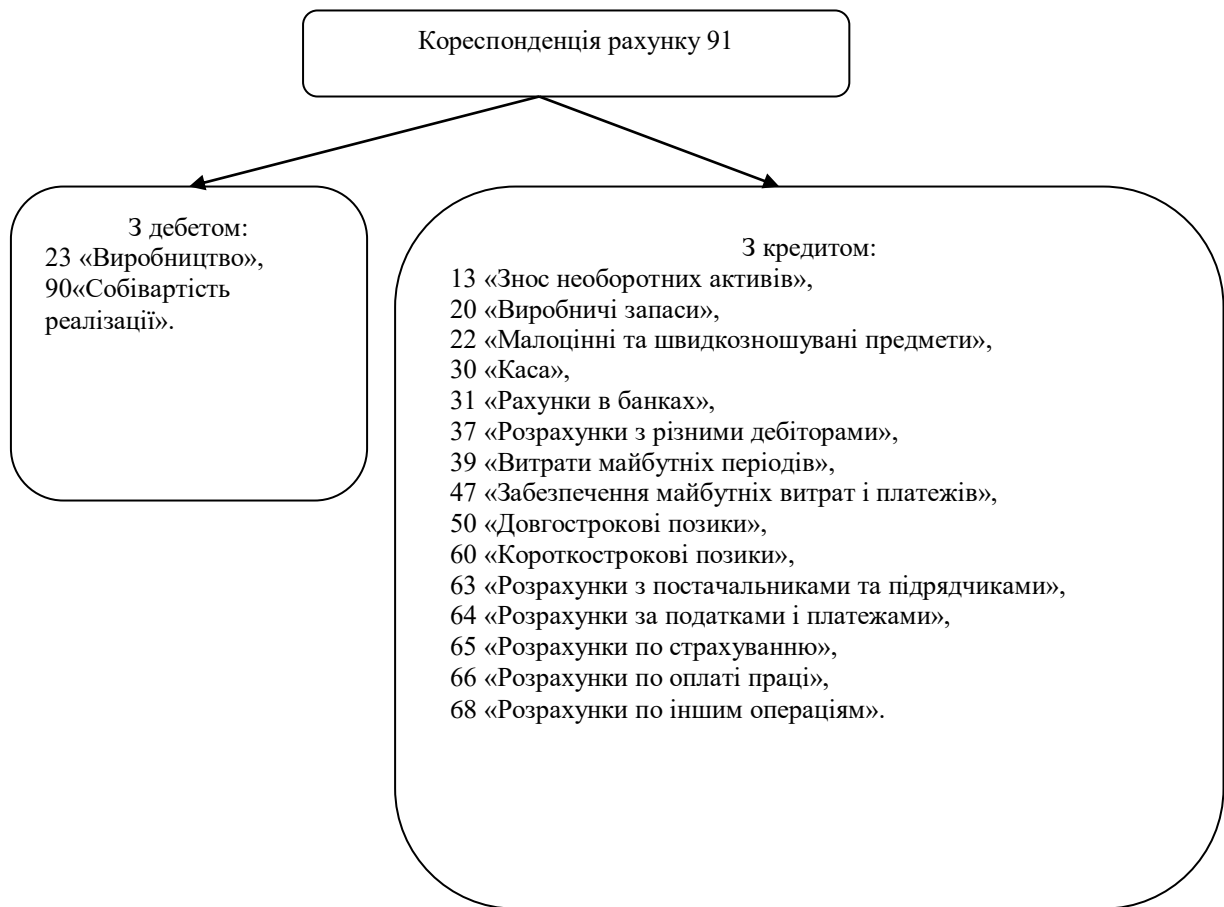 Кореспонденція рахунку 91
З дебетом:
23 «Виробництво»,
90«Собівартість
реалізації».
З кредитом:
13 «Знос необоротних активів»,
20 «Виробничі запаси»,
22 «Малоцінні та швидкозношувані предмети»,
30 «Каса»,
31 «Рахунки в банках»,
37 «Розрахунки з різними дебіторами»,
39 «Витрати майбутніх періодів»,
47 «Забезпечення майбутніх витрат і платежів»,
50 «Довгострокові позики»,
60 «Короткострокові позики»,
63 «Розрахунки з постачальниками та підрядчиками»,
64 «Розрахунки за податками і платежами»,
65 «Розрахунки по страхуванню»,
66 «Розрахунки по оплаті праці»,
68 «Розрахунки по іншим операціям».